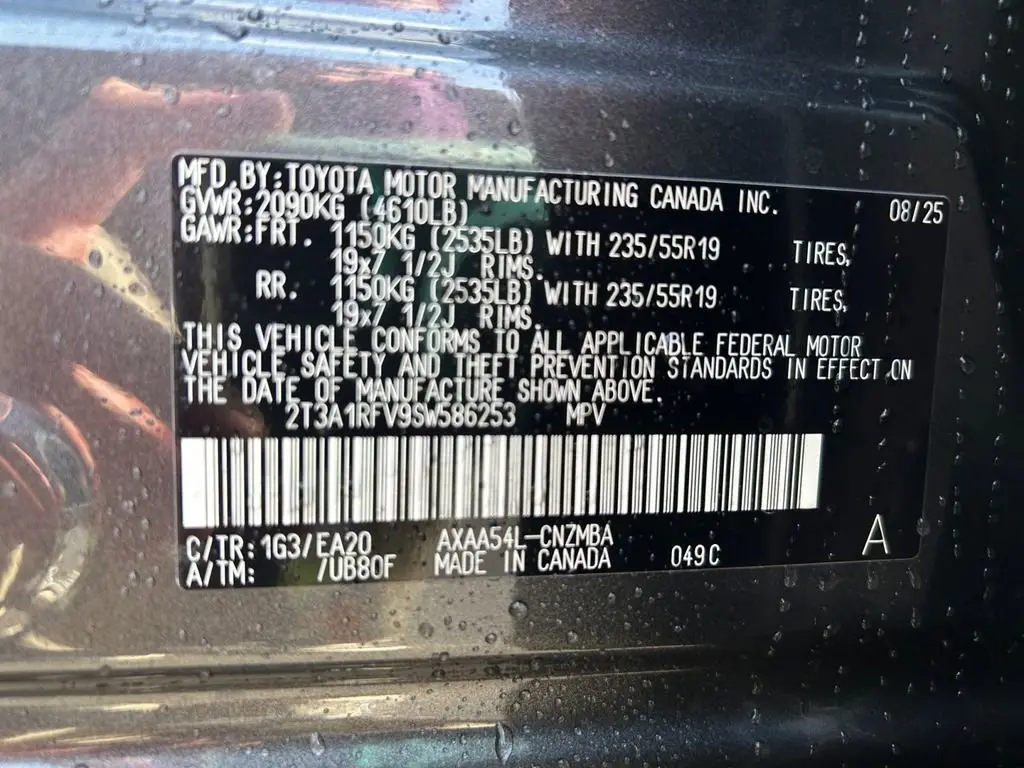 MFD. BY: TOYOTA MOTOR MANUFACTURING CANADA INC. 08/25
GVWR: 2090KG (4610LB)
GAWR: FRT. 1150KG (2535LB) WITH 235/55R19 TIRES,
19x7 1/2J RIMS.
RR. 1150KG (2535LB) WITH 235/55R19 TIRES,
19x7 1/2J RIMS.
THIS VEHICLE CONFORMS TO ALL APPLICABLE FEDERAL MOTOR
VEHICLE SAFETY AND THEFT PREVENTION STANDARDS IN EFFECT ON
THE DATE OF MANUFACTURE SHOWN ABOVE.
2T3A1RFV9SW586253 MPV
C/TR: 1G3/EA20 AXAA54L-CNZMBA
A/TM: /UB80F MADE IN CANADA 049C A